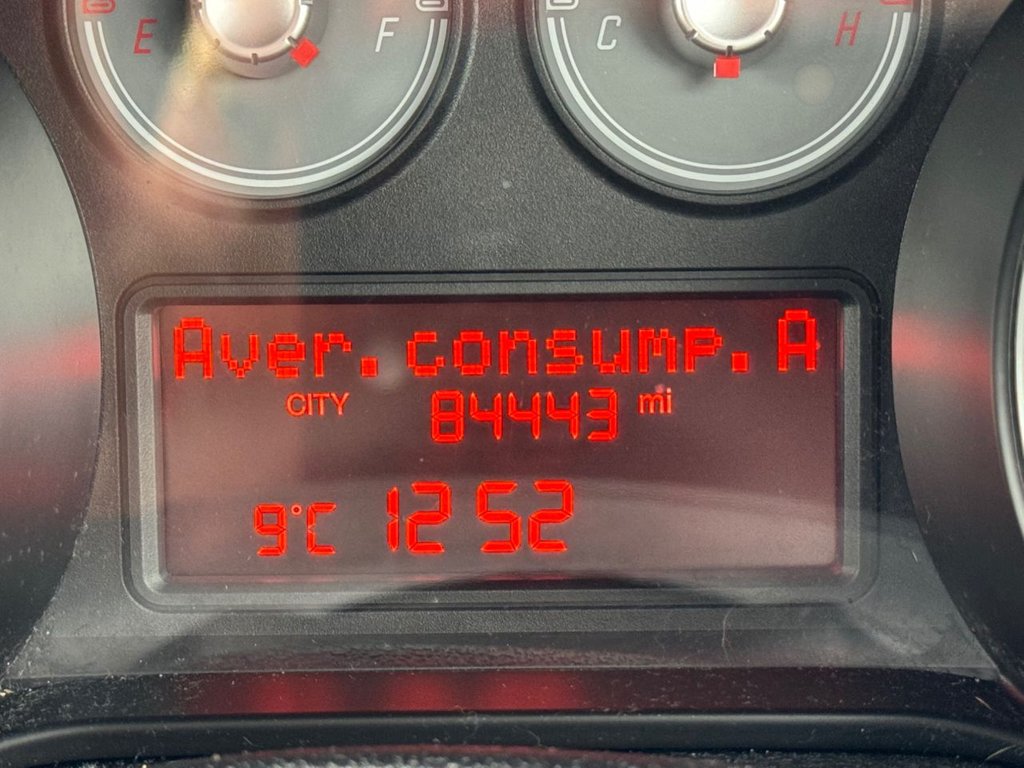 E F C H
Aver. consump. A
CITY 84443 mi
9°C 12 52